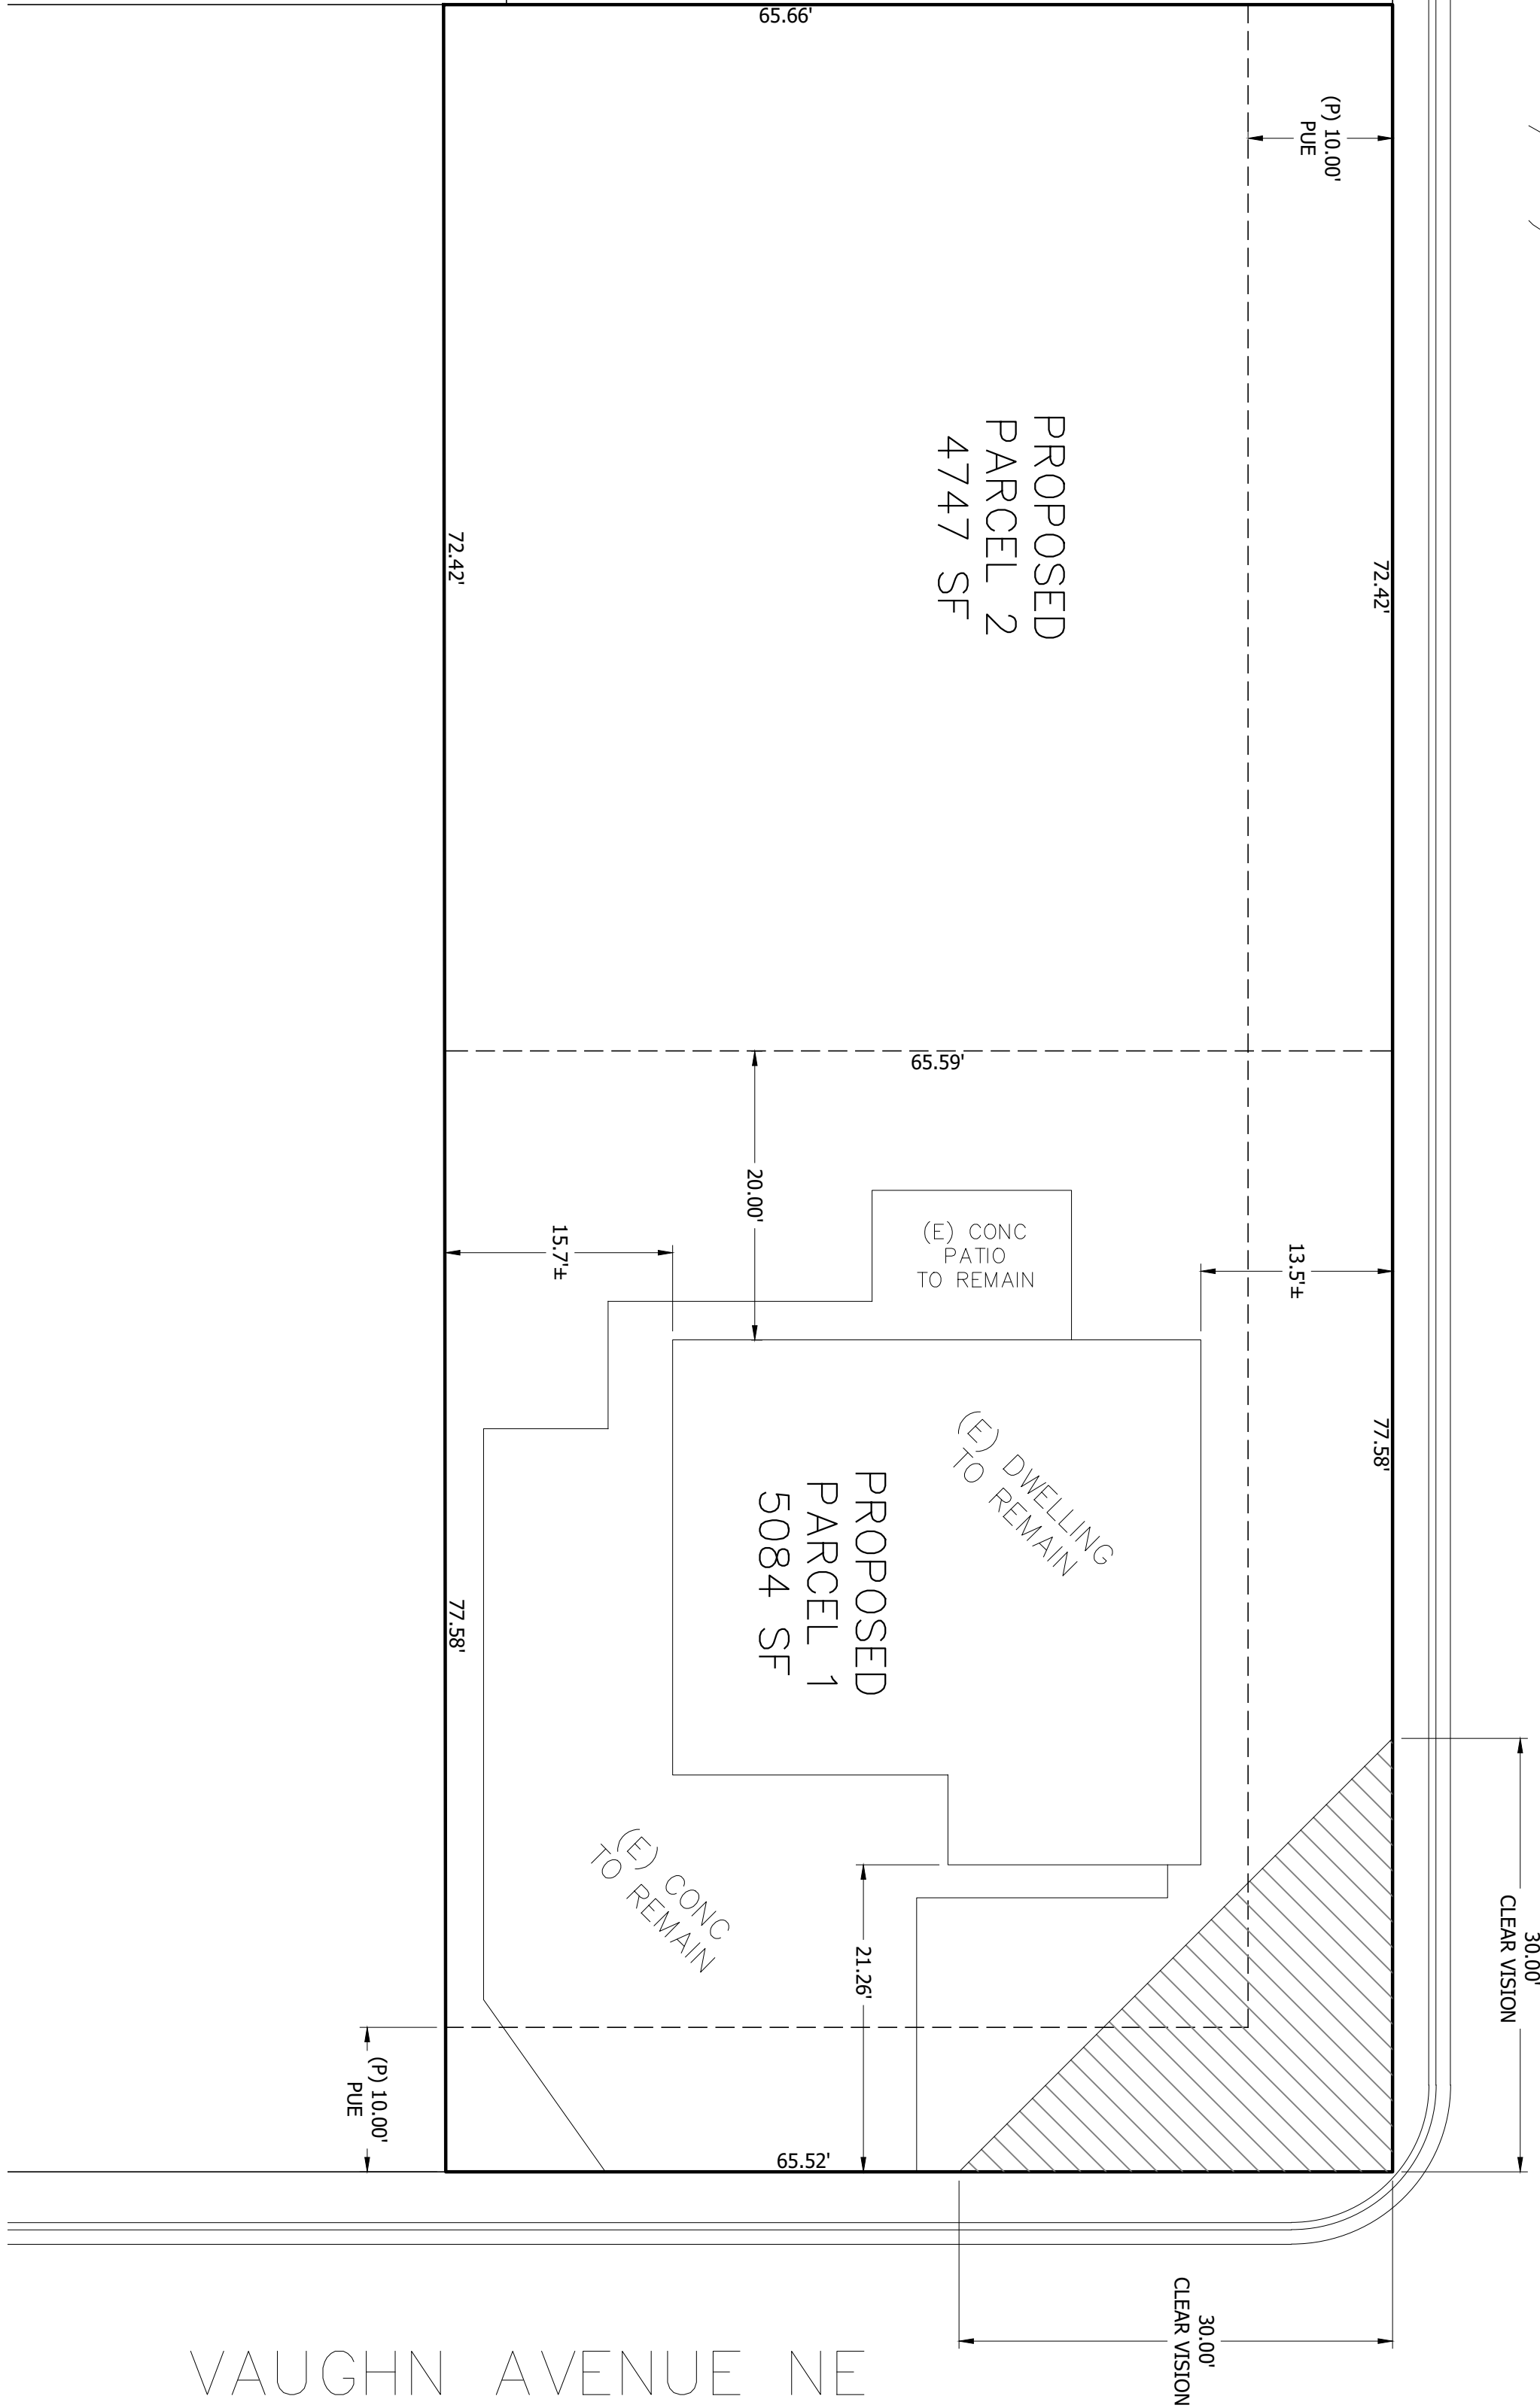 65.66'
(P) 10.00'
PUE
PROPOSED
PARCEL 2
4747 SF
72.42'
72.42'
65.59'
20.00'
15.7'±
(E) CONC
PATIO
TO REMAIN
13.5'±
77.58'
(E) DWELLING
TO REMAIN
PROPOSED
PARCEL 1
5084 SF
77.58'
(E) CONC
TO REMAIN
21.26'
30.00'
CLEAR VISION
(P) 10.00'
PUE
65.52'
30.00'
CLEAR VISION
VAUGHN AVENUE NE